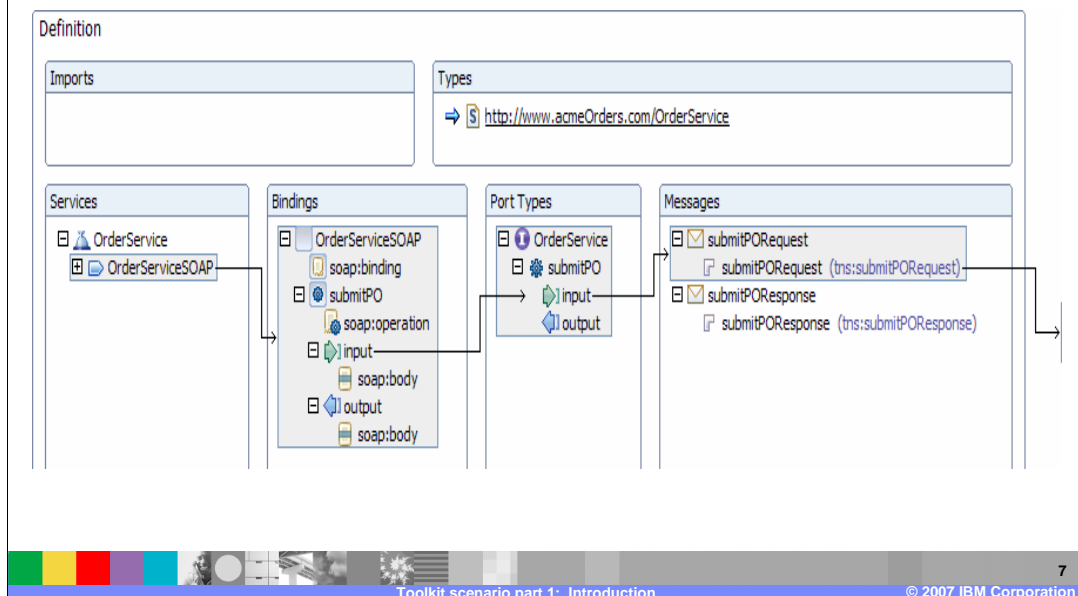 Definition
Imports
Types
http://www.acmeOrders.com/OrderService
Services
OrderService
OrderServiceSOAP
Bindings
OrderServiceSOAP
soap:binding
submitPO
soap:operation
input
soap:body
output
soap:body
Port Types
OrderService
submitPO
input
output
Messages
submitPORequest
submitPORequest (tns:submitPORequest)
submitPOResponse
submitPOResponse (tns:submitPOResponse)
7
Toolkit scenario part 1: Introduction
© 2007 IBM Corporation